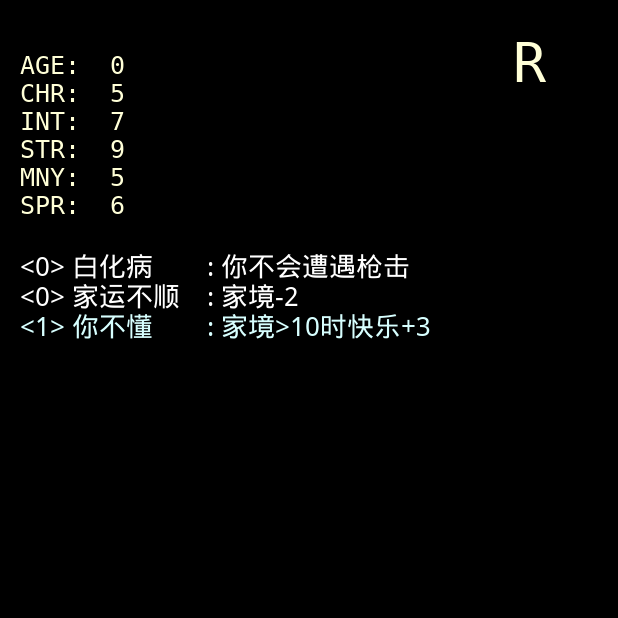 R
AGE: 0
CHR: 5
INT: 7
STR: 9
MNY: 5
SPR: 6
<0> 白化病 : 你不会遭遇枪击
<0> 家运不顺 : 家境-2
<1> 你不懂 : 家境>10时快乐+3